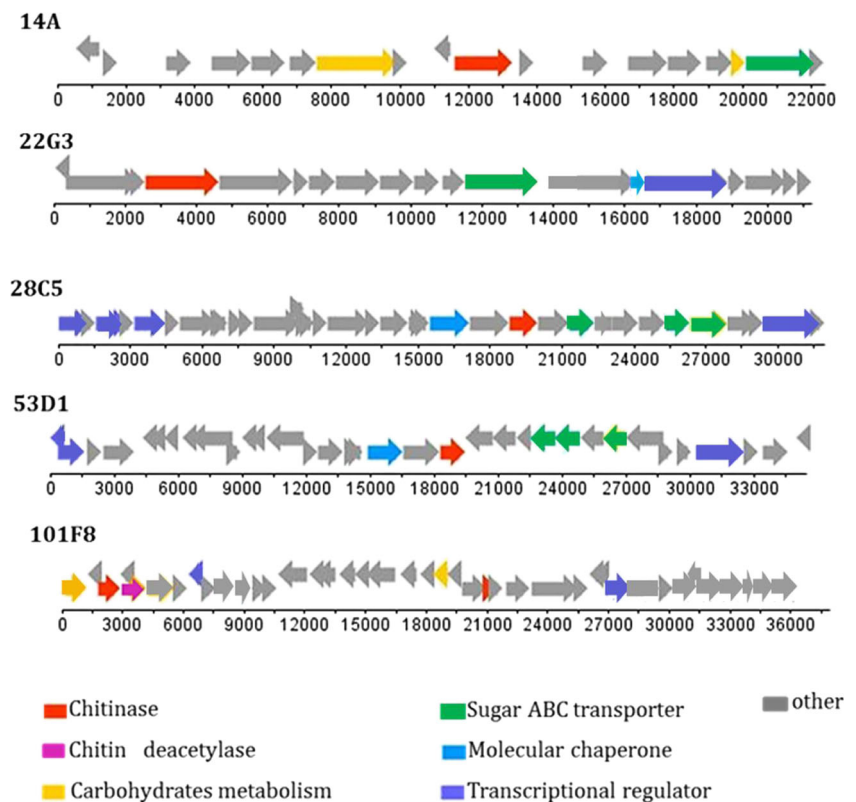 14A
0 2000 4000 6000 8000 10000 12000 14000 16000 18000 20000 22000
22G3
0 2000 4000 6000 8000 10000 12000 14000 16000 18000 20000
28C5
0 3000 6000 9000 12000 15000 18000 21000 24000 27000 30000
53D1
0 3000 6000 9000 12000 15000 18000 21000 24000 27000 30000 33000
101F8
0 3000 6000 9000 12000 15000 18000 21000 24000 27000 30000 33000 36000
Chitinase Sugar ABC transporter other
Chitin deacetylase Molecular chaperone
Carbohydrates metabolism Transcriptional regulator